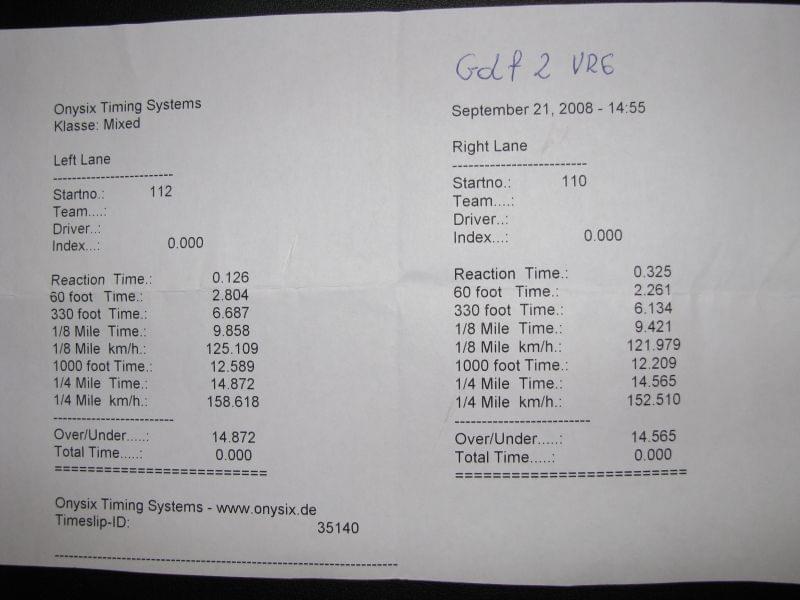 Onysix Timing Systems
Klasse: Mixed
Left Lane
-------------------------
Startno.: 112
Team....:
Driver..:
Index...: 0.000
Reaction Time.: 0.126
60 foot Time.: 2.804
330 foot Time.: 6.687
1/8 Mile Time.: 9.858
1/8 Mile km/h.: 125.109
1000 foot Time.: 12.589
1/4 Mile Time.: 14.872
1/4 Mile km/h.: 158.618
-------------------------
Over/Under.....: 14.872
Total Time.....: 0.000
=========================
Onysix Timing Systems - www.onysix.de
Timeslip-ID: 35140
--------------------------------------------------
Golf 2 VR6
September 21, 2008 - 14:55
Right Lane
-------------------------
Startno.: 110
Team....:
Driver..:
Index...: 0.000
Reaction Time.: 0.325
60 foot Time.: 2.261
330 foot Time.: 6.134
1/8 Mile Time.: 9.421
1/8 Mile km/h.: 121.979
1000 foot Time.: 12.209
1/4 Mile Time.: 14.565
1/4 Mile km/h.: 152.510
-------------------------
Over/Under.....: 14.565
Total Time.....: 0.000
=========================